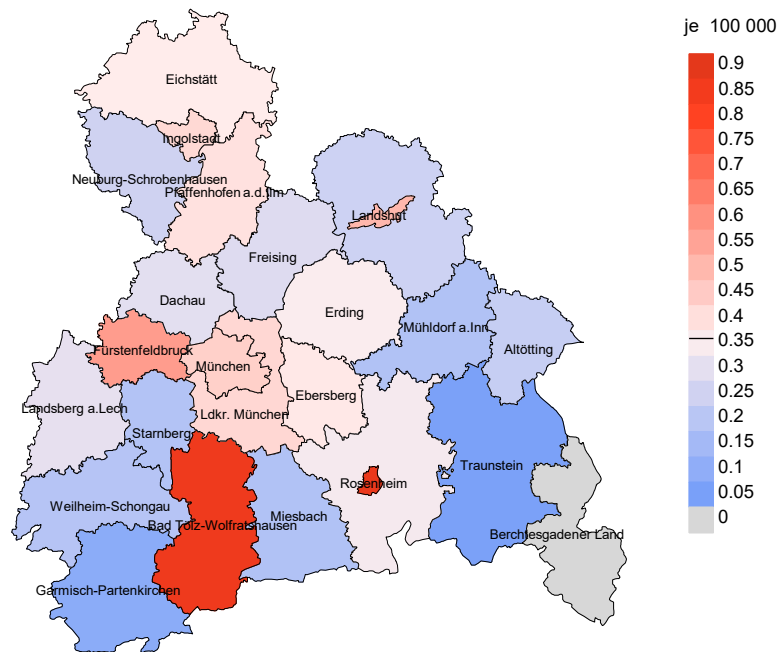 je 100 000
0.9
0.85
0.8
0.75
0.7
0.65
0.6
0.55
0.5
0.45
0.4
0.35
0.3
0.25
0.2
0.15
0.1
0.05
0
Eichstätt
Ingolstadt
Neuburg-Schrobenhausen
Pfaffenhofen a.d.Ilm
Landshut
Freising
Dachau
Erding
Mühldorf a.Inn
Altötting
Fürstenfeldbruck
München
Ebersberg
Landsberg a.Lech
Ldkr. München
Starnberg
Traunstein
Rosenheim
Weilheim-Schongau
Miesbach
Bad Tölz-Wolfratshausen
Berchtesgadener Land
Garmisch-Partenkirchen